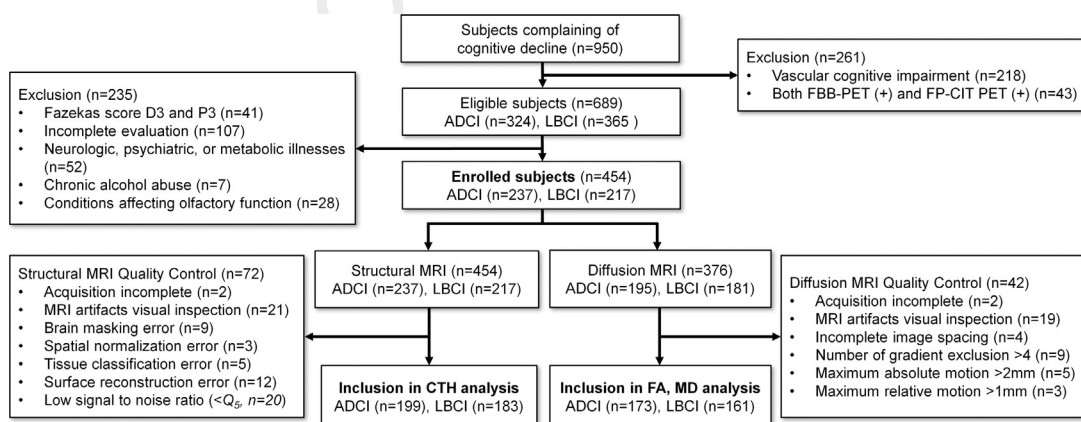 Subjects complaining of
cognitive decline (n=950)
Exclusion (n=261)
• Vascular cognitive impairment (n=218)
• Both FBB-PET (+) and FP-CIT PET (+) (n=43)
Eligible subjects (n=689)
ADCI (n=324), LBCI (n=365 )
Exclusion (n=235)
• Fazekas score D3 and P3 (n=41)
• Incomplete evaluation (n=107)
• Neurologic, psychiatric, or metabolic illnesses
(n=52)
• Chronic alcohol abuse (n=7)
• Conditions affecting olfactory function (n=28)
Enrolled subjects (n=454)
ADCI (n=237), LBCI (n=217)
Structural MRI (n=454)
ADCI (n=237), LBCI (n=217)
Diffusion MRI (n=376)
ADCI (n=195), LBCI (n=181)
Structural MRI Quality Control (n=72)
• Acquisition incomplete (n=2)
• MRI artifacts visual inspection (n=21)
• Brain masking error (n=9)
• Spatial normalization error (n=3)
• Tissue classification error (n=5)
• Surface reconstruction error (n=12)
• Low signal to noise ratio (<Q5, n=20)
Diffusion MRI Quality Control (n=42)
• Acquisition incomplete (n=2)
• MRI artifacts visual inspection (n=19)
• Incomplete image spacing (n=4)
• Number of gradient exclusion >4 (n=9)
• Maximum absolute motion >2mm (n=5)
• Maximum relative motion >1mm (n=3)
Inclusion in CTH analysis
ADCI (n=199), LBCI (n=183)
Inclusion in FA, MD analysis
ADCI (n=173), LBCI (n=161)